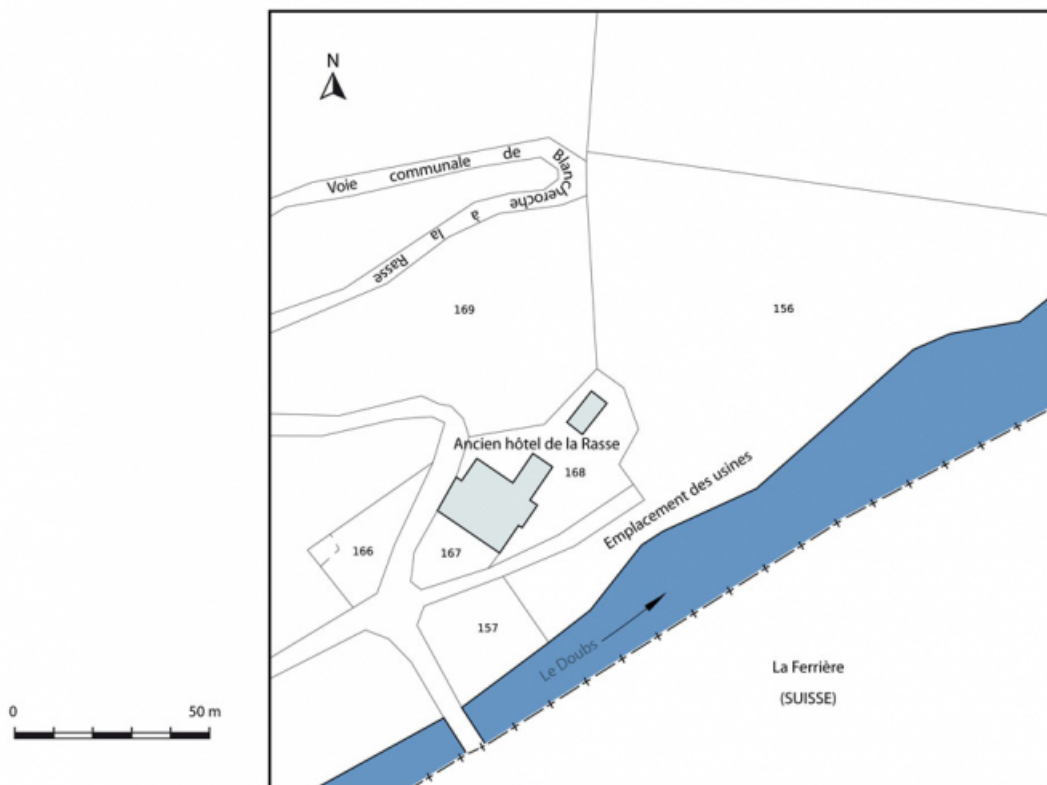 N
Voie communale de Blancheroche à la Rasse
169
156
Ancien hôtel de la Rasse
168
Emplacement des usines
166
167
157
Le Doubs
La Ferrière
(SUISSE)
0 50 m